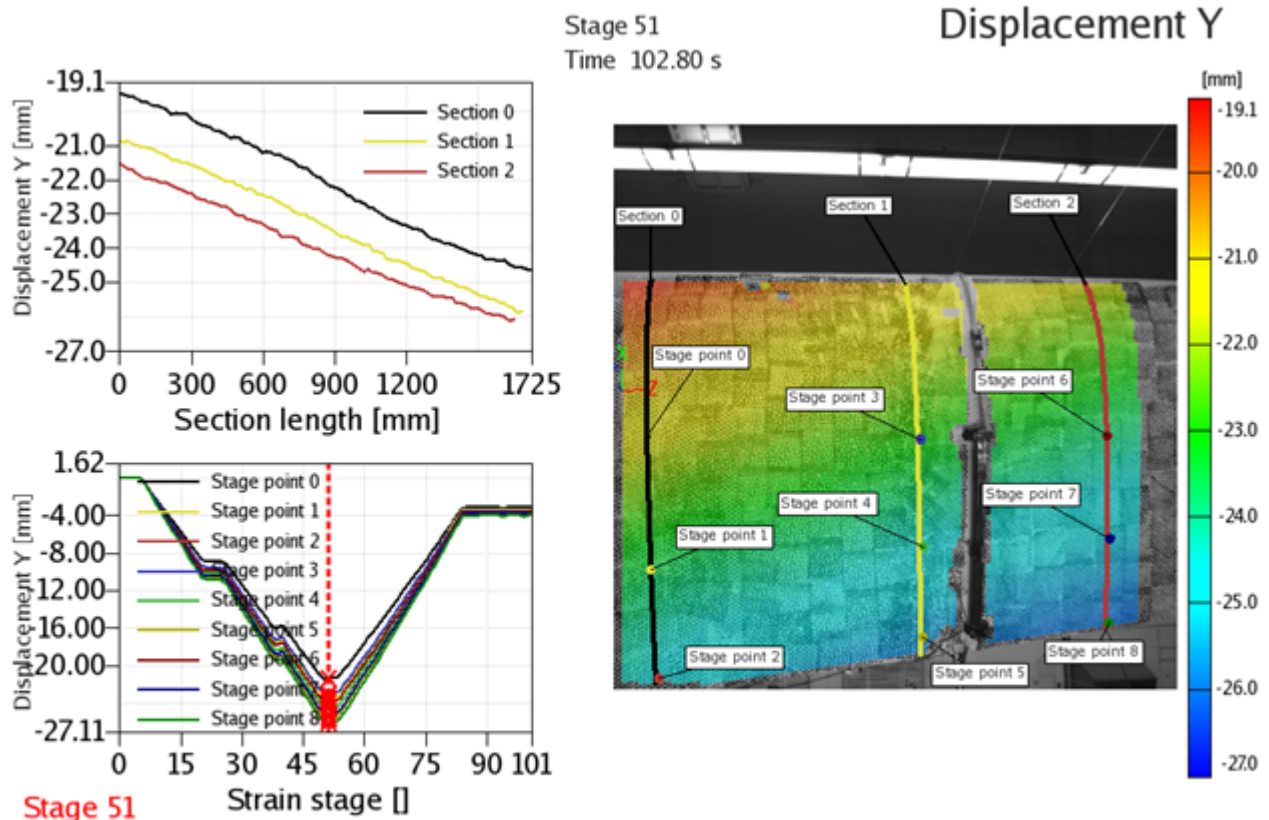 Stage 51
Time 102.80 s
Displacement Y
-19.1
-21.0
-22.0
-23.0
-24.0
-25.0
-27.0
Displacement Y [mm]
Section 0
Section 1
Section 2
0 300 600 900 1200 1725
Section length [mm]
1.62
-4.00
-8.00
-12.00
-16.00
-20.00
-27.11
Displacement Y [mm]
Stage point 0
Stage point 1
Stage point 2
Stage point 3
Stage point 4
Stage point 5
Stage point 6
Stage point 7
Stage point 8
0 15 30 45 60 75 90 101
Strain stage []
Stage 51
Section 0
Section 1
Section 2
Stage point 0
X
Z
Stage point 3
Stage point 6
Stage point 4
Stage point 7
Stage point 1
Stage point 2
Stage point 5
Stage point 8
[mm]
-19.1
-20.0
-21.0
-22.0
-23.0
-24.0
-25.0
-26.0
-27.0